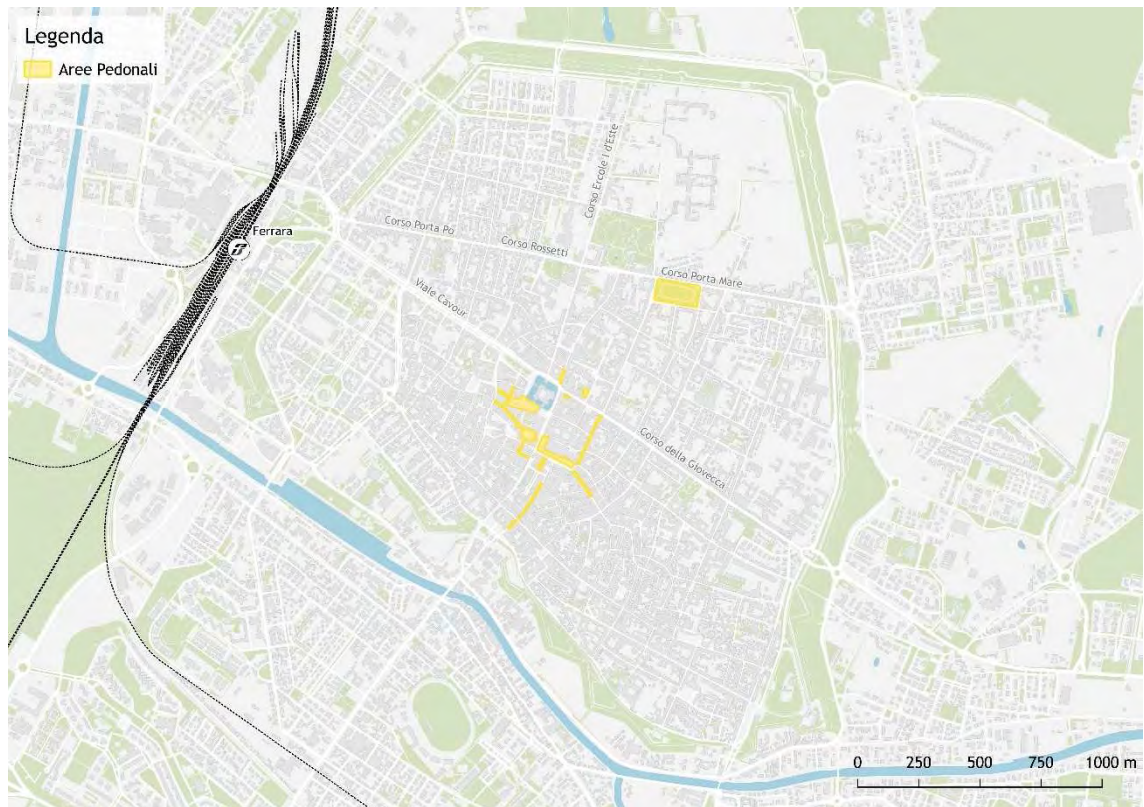 Legenda
Aree Pedonali
Ferrara
Corso Ercole I d'Este
Corso Porta Po
Corso Rossetti
Corso Porta Mare
Viale Cavour
Corso della Giovecca
0 250 500 750 1000 m